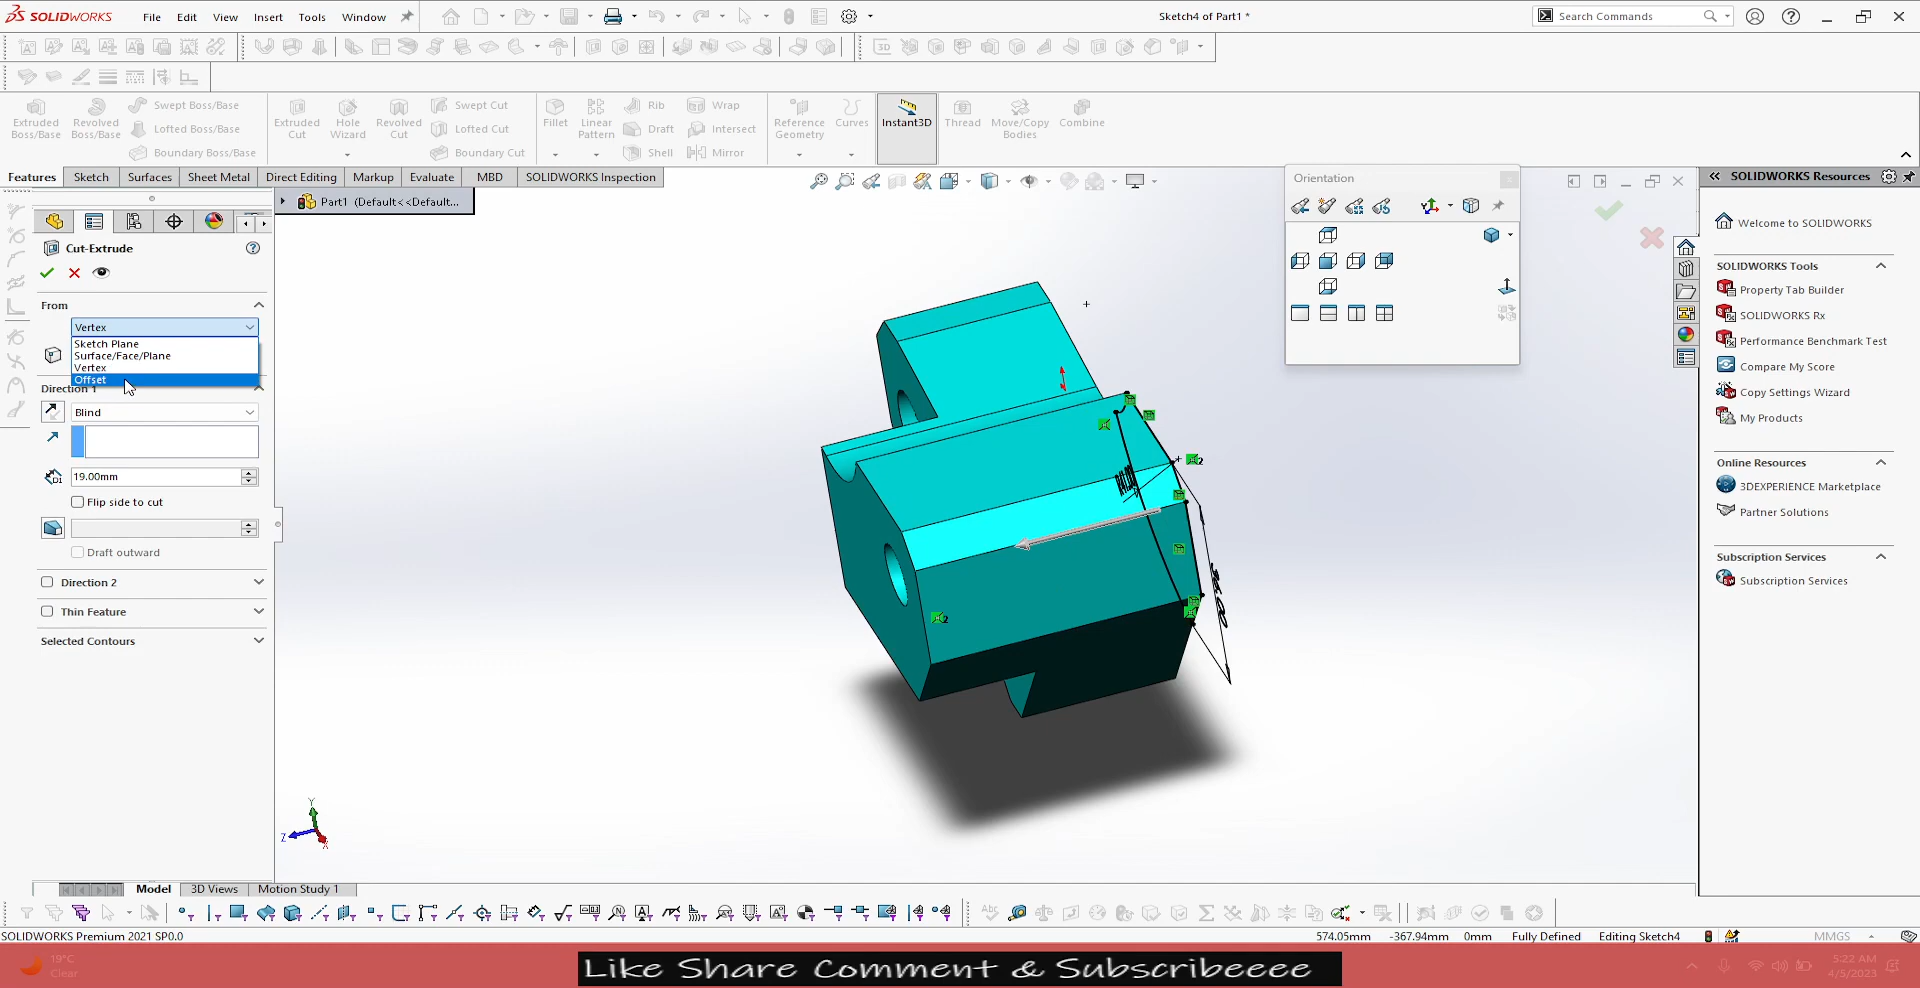 SOLIDWORKS File Edit View Insert Tools Window
Sketch4 of Part1 *
Search Commands
Extruded Boss/Base
Revolved Boss/Base
Swept Boss/Base
Lofted Boss/Base
Boundary Boss/Base
Extruded Cut
Hole Wizard
Revolved Cut
Swept Cut
Lofted Cut
Boundary Cut
Fillet
Linear Pattern
Rib
Draft
Shell
Wrap
Intersect
Mirror
Reference Geometry
Curves
Instant3D
Thread
Move/Copy Bodies
Combine
Features Sketch Surfaces Sheet Metal Direct Editing Markup Evaluate MBD SOLIDWORKS Inspection
Part1 (Default<<Default...
Cut-Extrude
From
Vertex
Sketch Plane
Surface/Face/Plane
Vertex
Offset
Direction 1
Blind
19.00mm
Flip side to cut
Draft outward
Direction 2
Thin Feature
Selected Contours
Orientation
SOLIDWORKS Resources
Welcome to SOLIDWORKS
SOLIDWORKS Tools
Property Tab Builder
SOLIDWORKS Rx
Performance Benchmark Test
Compare My Score
Copy Settings Wizard
My Products
Online Resources
3DEXPERIENCE Marketplace
Partner Solutions
Subscription Services
Subscription Services
Y
Z
X
Model 3D Views Motion Study 1
SOLIDWORKS Premium 2021 SP0.0
574.05mm -367.94mm 0mm Fully Defined Editing Sketch4
MMGS
19°C
Clear
Like Share Comment & Subscribeeee
5:22 AM
4/5/2023